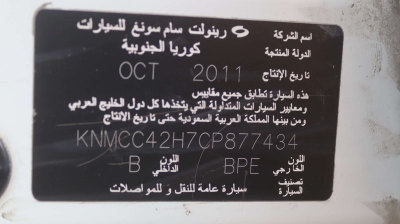 اسم الشركة رينولت سام سونغ للسيارات
الدولة المنتجة كوريا الجنوبية
تاريخ الإنتاج OCT 2011
هذه السيارة تطابق جميع مقاييس
ومعايير السيارات المتداولة التي يتخذها كل دول الخليج العربي
ومن بينها المملكة العربية السعودية حتى تاريخ الانتاج
KNMCC42H7CP877434
اللون الخارجي BPE اللون الداخلي B
تصنيف السيارة سيارة عامة للنقل و للمواصلات